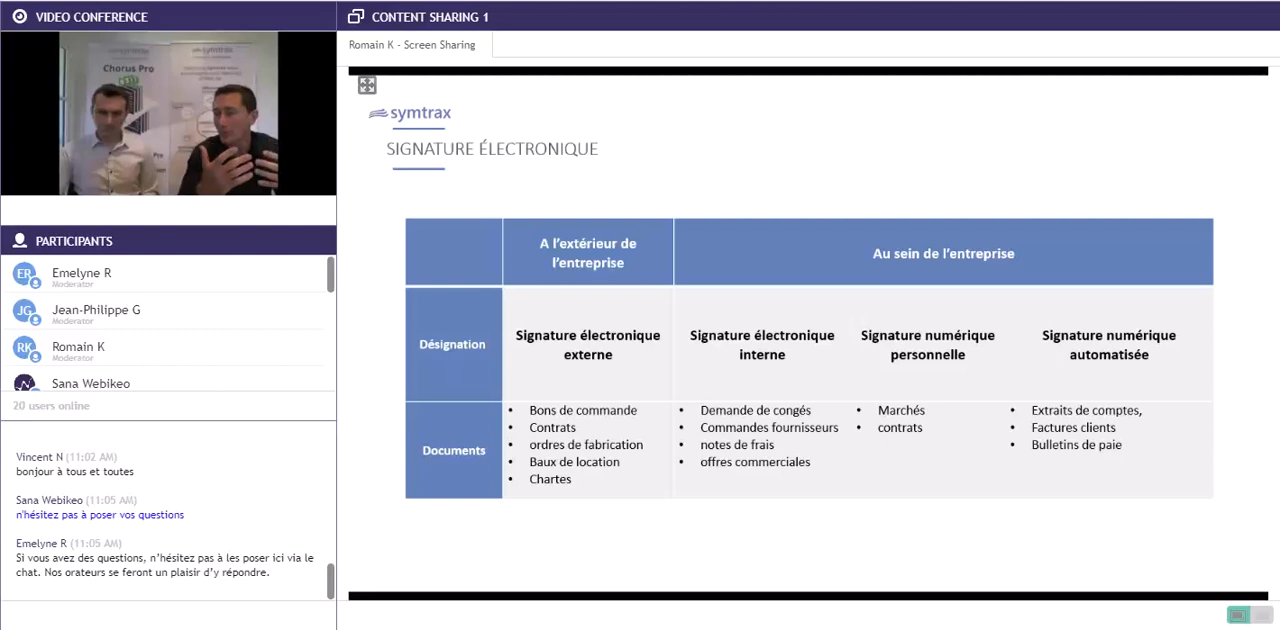 VIDEO CONFERENCE
symtrax
symtrax
Chorus Pro
PARTICIPANTS
ER
Emelyne R
Moderator
JG
Jean-Philippe G
Moderator
RK
Romain K
Moderator
Sana Webikeo
20 users online
Vincent N (11:02 AM)
bonjour à tous et toutes
Sana Webikeo (11:05 AM)
n'hésitez pas à poser vos questions
Emelyne R (11:05 AM)
Si vous avez des questions, n’hésitez pas à les poser ici via le
chat. Nos orateurs se feront un plaisir d’y répondre.
CONTENT SHARING 1
Romain K - Screen Sharing
symtrax
SIGNATURE ÉLECTRONIQUE
A l’extérieur de
l’entreprise
Au sein de l’entreprise
Désignation
Signature électronique
externe
Signature électronique
interne
Signature numérique
personnelle
Signature numérique
automatisée
Documents
• Bons de commande
• Contrats
• ordres de fabrication
• Baux de location
• Chartes
• Demande de congés
• Commandes fournisseurs
• notes de frais
• offres commerciales
• Marchés
• contrats
• Extraits de comptes,
• Factures clients
• Bulletins de paie